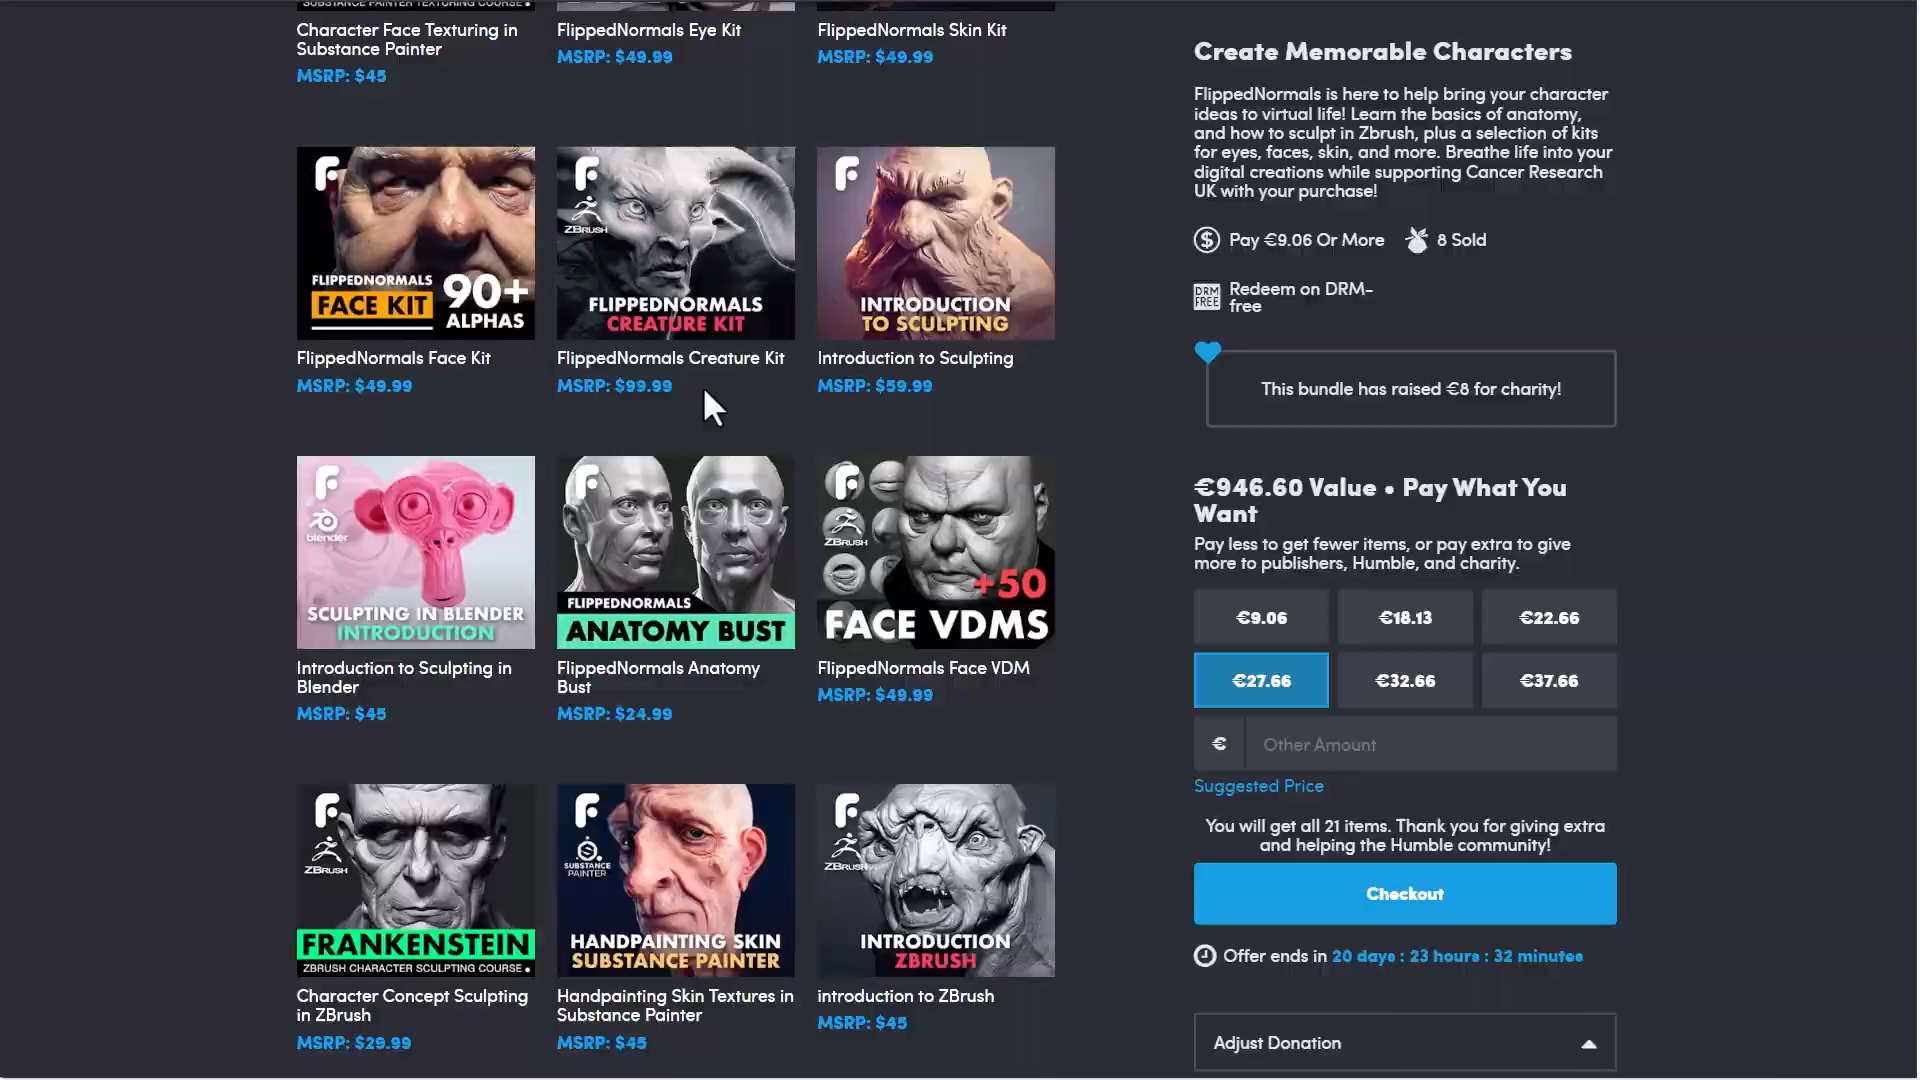 SUBSTANCE PAINTER TEXTURING COURSE
Character Face Texturing in
Substance Painter
MSRP: $45
FlippedNormals Eye Kit
MSRP: $49.99
FlippedNormals Skin Kit
MSRP: $49.99
FLIPPEDNORMALS
FACE KIT
90+
ALPHAS
FlippedNormals Face Kit
MSRP: $49.99
ZBRUSH
FLIPPEDNORMALS
CREATURE KIT
FlippedNormals Creature Kit
MSRP: $99.99
INTRODUCTION
TO SCULPTING
Introduction to Sculpting
MSRP: $59.99
blender
SCULPTING IN BLENDER
INTRODUCTION
Introduction to Sculpting in
Blender
MSRP: $45
FLIPPEDNORMALS
ANATOMY BUST
FlippedNormals Anatomy
Bust
MSRP: $24.99
ZBRUSH
+50
FACE VDMS
FlippedNormals Face VDM
MSRP: $49.99
ZBRUSH
FRANKENSTEIN
ZBRUSH CHARACTER SCULPTING COURSE
Character Concept Sculpting
in ZBrush
MSRP: $29.99
SUBSTANCE
PAINTER
HANDPAINTING SKIN
SUBSTANCE PAINTER
Handpainting Skin Textures in
Substance Painter
MSRP: $45
ZBRUSH
INTRODUCTION
ZBRUSH
introduction to ZBrush
MSRP: $45
Create Memorable Characters
FlippedNormals is here to help bring your character
ideas to virtual life! Learn the basics of anatomy,
and how to sculpt in Zbrush, plus a selection of kits
for eyes, faces, skin, and more. Breathe life into your
digital creations while supporting Cancer Research
UK with your purchase!
Pay €9.06 Or More
8 Sold
DRM
FREE
Redeem on DRM-
free
This bundle has raised €8 for charity!
€946.60 Value • Pay What You
Want
Pay less to get fewer items, or pay extra to give
more to publishers, Humble, and charity.
€9.06
€18.13
€22.66
€27.66
€32.66
€37.66
€
Other Amount
Suggested Price
You will get all 21 items. Thank you for giving extra
and helping the Humble community!
Checkout
Offer ends in 20 days : 23 hours : 32 minutes
Adjust Donation